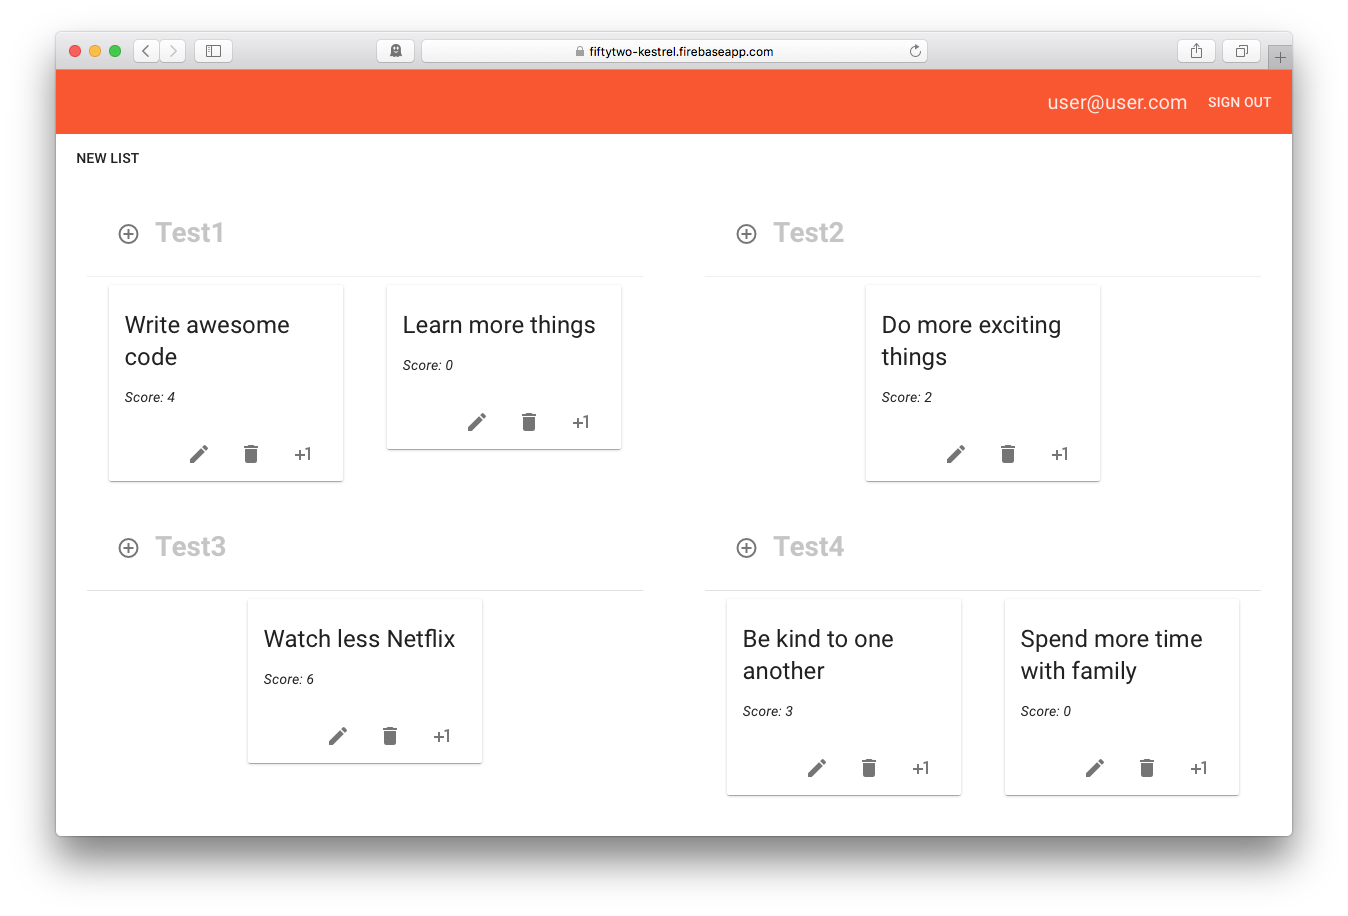 fiftytwo-kestrel.firebaseapp.com
user@user.com SIGN OUT
NEW LIST
Test1
Write awesome
code
Score: 4
+1
Learn more things
Score: 0
+1
Test2
Do more exciting
things
Score: 2
+1
Test3
Watch less Netflix
Score: 6
+1
Test4
Be kind to one
another
Score: 3
+1
Spend more time
with family
Score: 0
+1